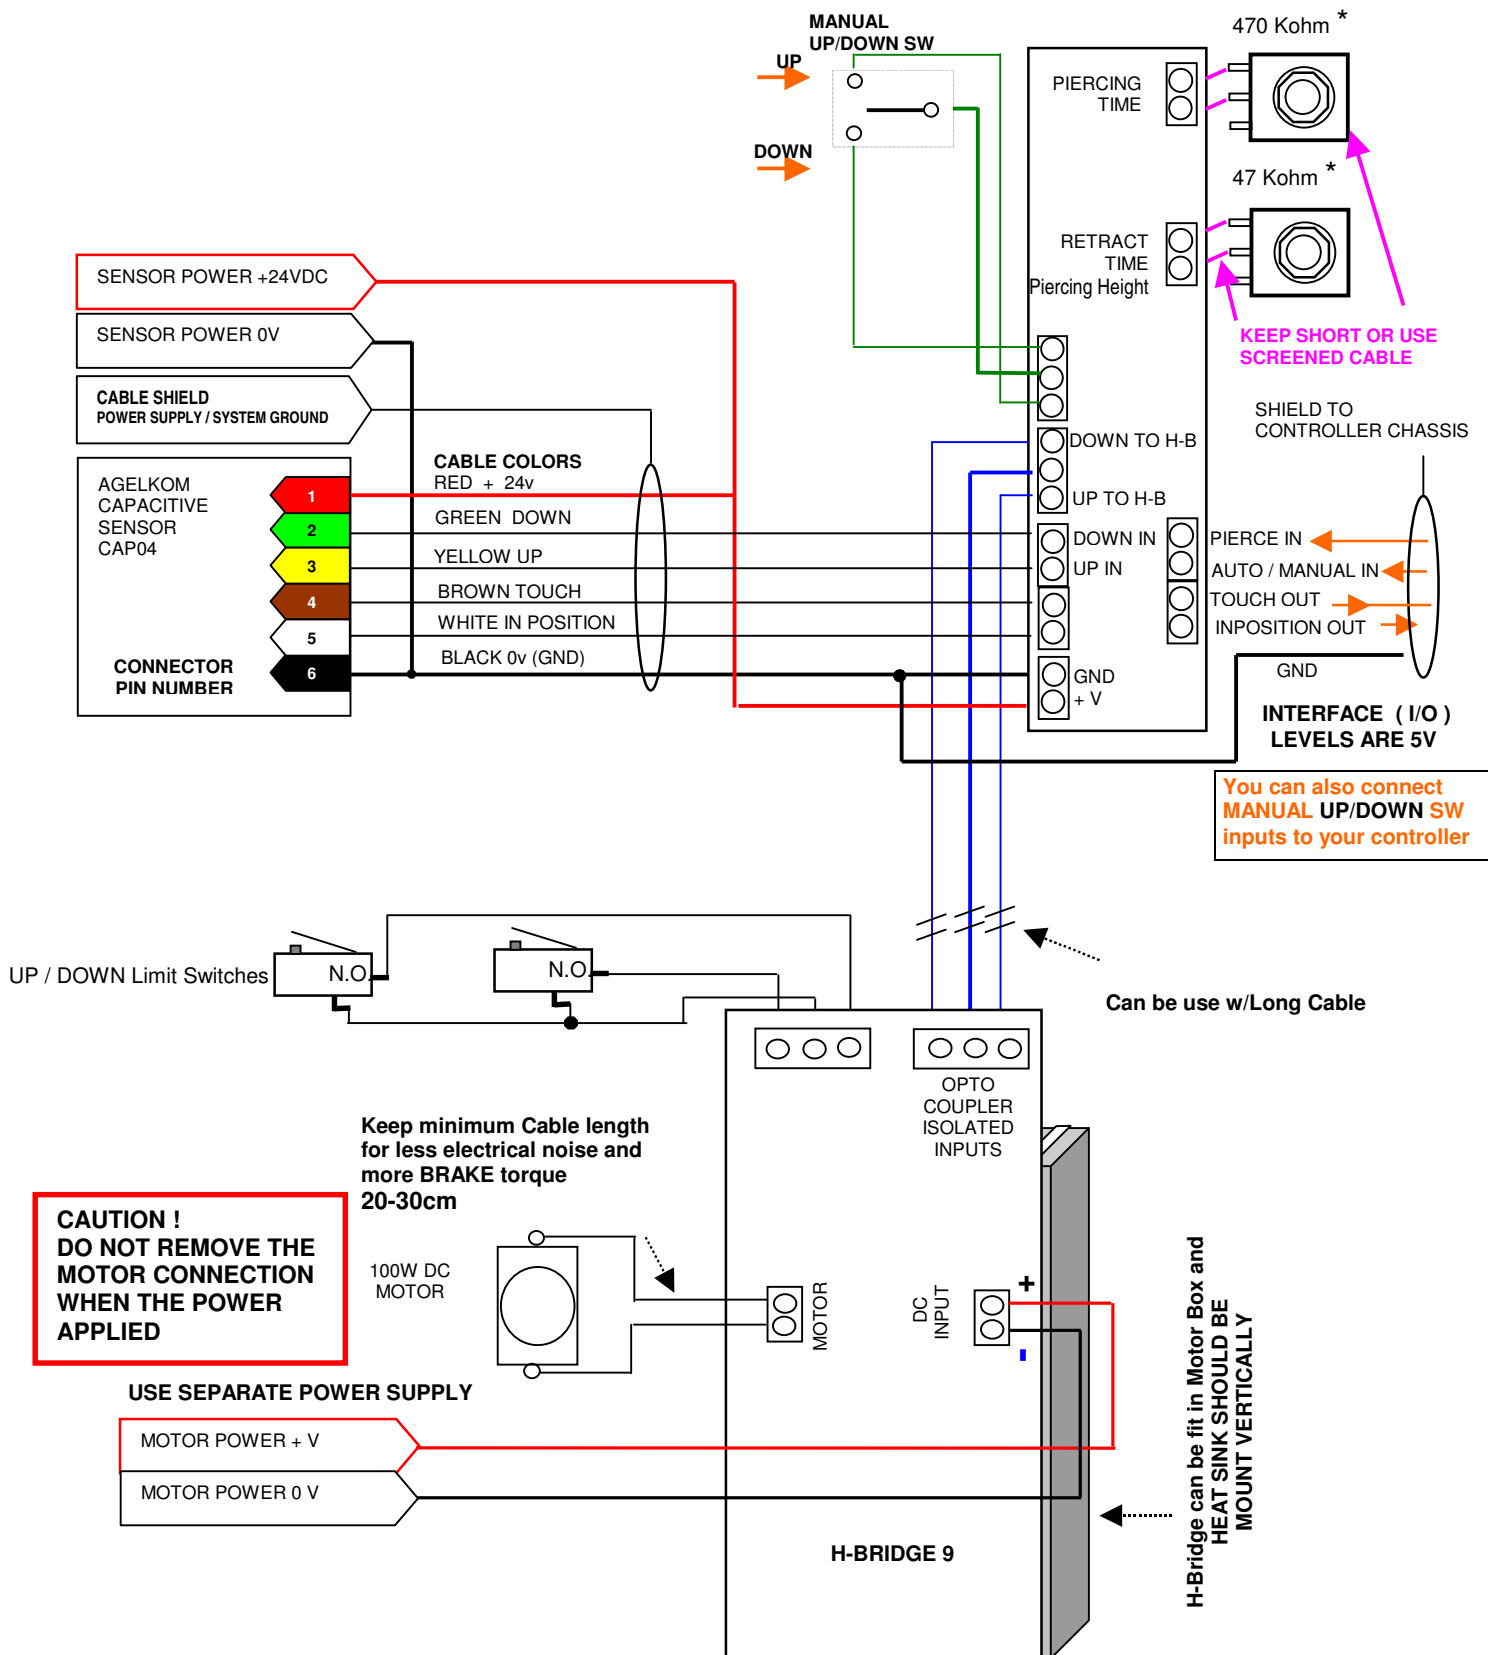 MANUAL
UP/DOWN SW
UP
DOWN
470 Kohm *
PIERCING
TIME
47 Kohm *
RETRACT
TIME
Piercing Height
KEEP SHORT OR USE
SCREENED CABLE
SENSOR POWER +24VDC
SENSOR POWER 0V
CABLE SHIELD
POWER SUPPLY / SYSTEM GROUND
SHIELD TO
CONTROLLER CHASSIS
AGELKOM
CAPACITIVE
SENSOR
CAP04
CONNECTOR
PIN NUMBER
1
2
3
4
5
6
CABLE COLORS
RED + 24v
GREEN DOWN
YELLOW UP
BROWN TOUCH
WHITE IN POSITION
BLACK 0v (GND)
DOWN TO H-B
UP TO H-B
DOWN IN
UP IN
GND
+ V
PIERCE IN
AUTO / MANUAL IN
TOUCH OUT
INPOSITION OUT
GND
INTERFACE ( I/O )
LEVELS ARE 5V
You can also connect
MANUAL UP/DOWN SW
inputs to your controller
UP / DOWN Limit Switches
N.O.
N.O.
Can be use w/Long Cable
OPTO
COUPLER
ISOLATED
INPUTS
Keep minimum Cable length
for less electrical noise and
more BRAKE torque
20-30cm
CAUTION !
DO NOT REMOVE THE
MOTOR CONNECTION
WHEN THE POWER
APPLIED
100W DC
MOTOR
MOTOR
DC
INPUT
+
-
USE SEPARATE POWER SUPPLY
MOTOR POWER + V
MOTOR POWER 0 V
H-BRIDGE 9
H-Bridge can be fit in Motor Box and
HEAT SINK SHOULD BE
MOUNT VERTICALLY